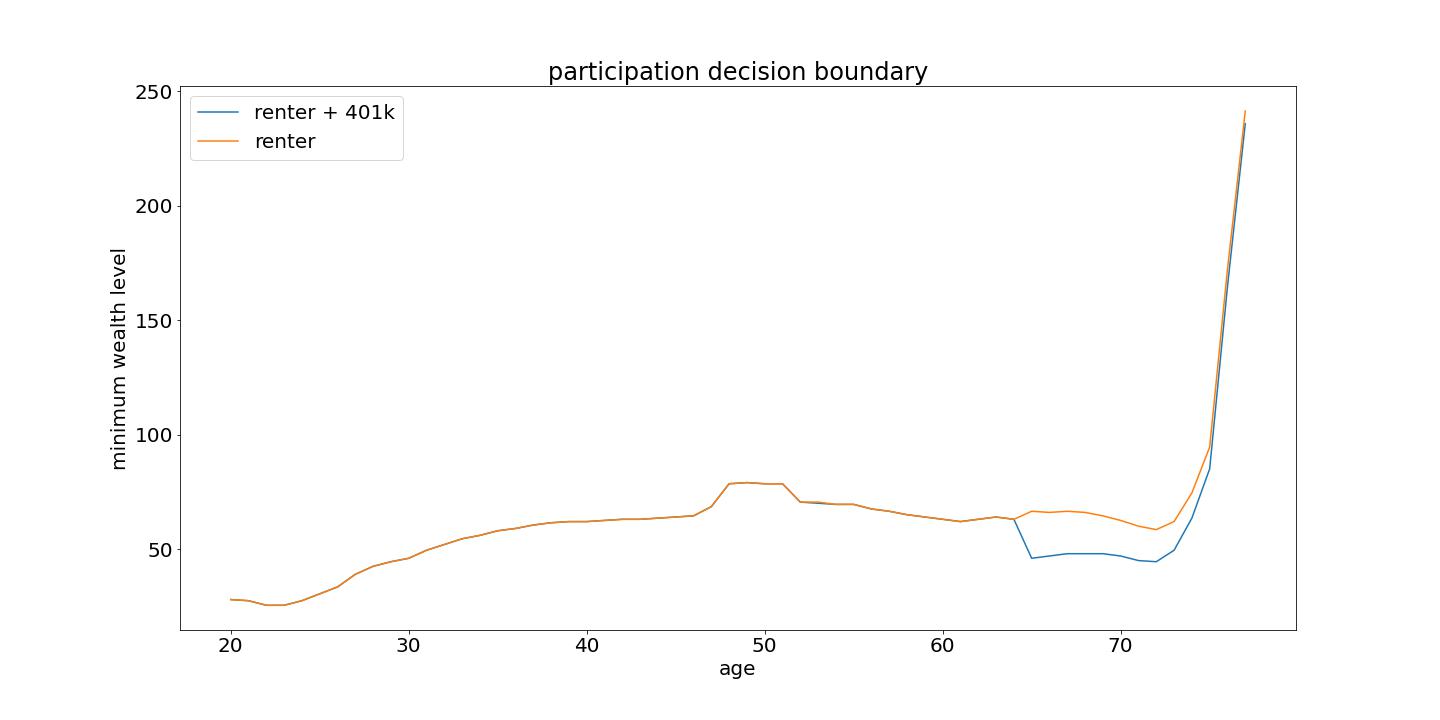 participation decision boundary
renter + 401k
renter
minimum wealth level
250
200
150
100
50
20 30 40 50 60 70
age